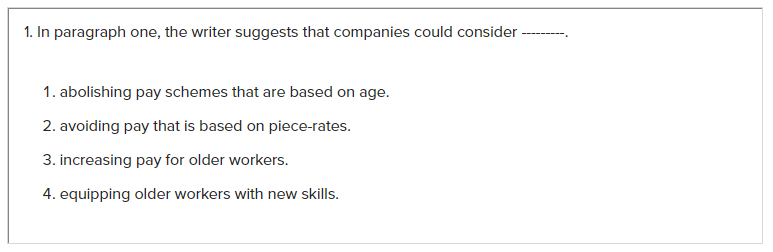 1. In paragraph one, the writer suggests that companies could consider ---------.
1. abolishing pay schemes that are based on age.
2. avoiding pay that is based on piece-rates.
3. increasing pay for older workers.
4. equipping older workers with new skills.